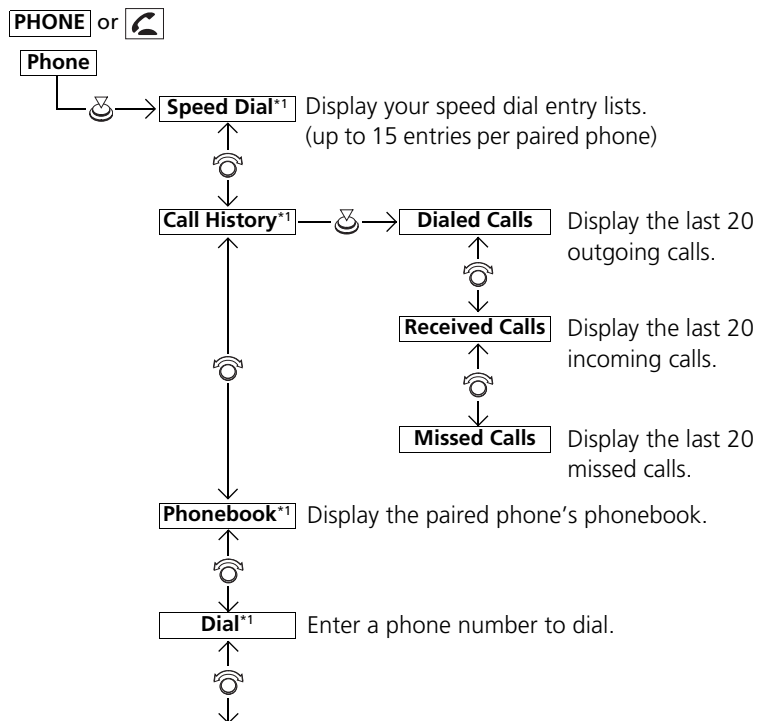 PHONE or
Phone
Speed Dial*1 Display your speed dial entry lists.
(up to 15 entries per paired phone)
Call History*1 Dialed Calls Display the last 20
outgoing calls.
Received Calls Display the last 20
incoming calls.
Missed Calls Display the last 20
missed calls.
Phonebook*1 Display the paired phone's phonebook.
Dial*1 Enter a phone number to dial.